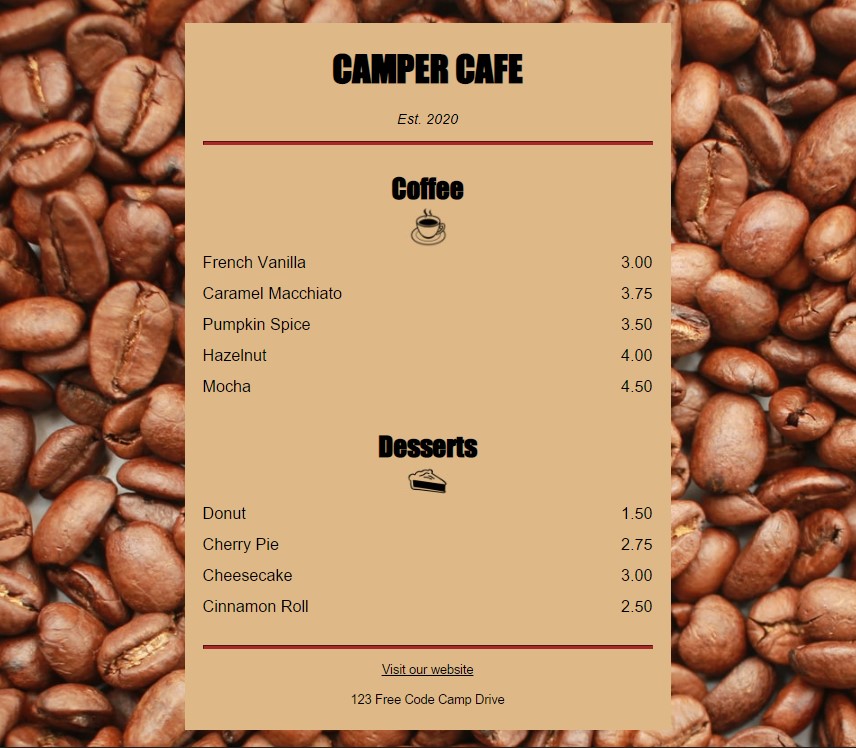 CAMPER CAFE
Est. 2020
Coffee
French Vanilla 3.00
Caramel Macchiato 3.75
Pumpkin Spice 3.50
Hazelnut 4.00
Mocha 4.50
Desserts
Donut 1.50
Cherry Pie 2.75
Cheesecake 3.00
Cinnamon Roll 2.50
Visit our website
123 Free Code Camp Drive